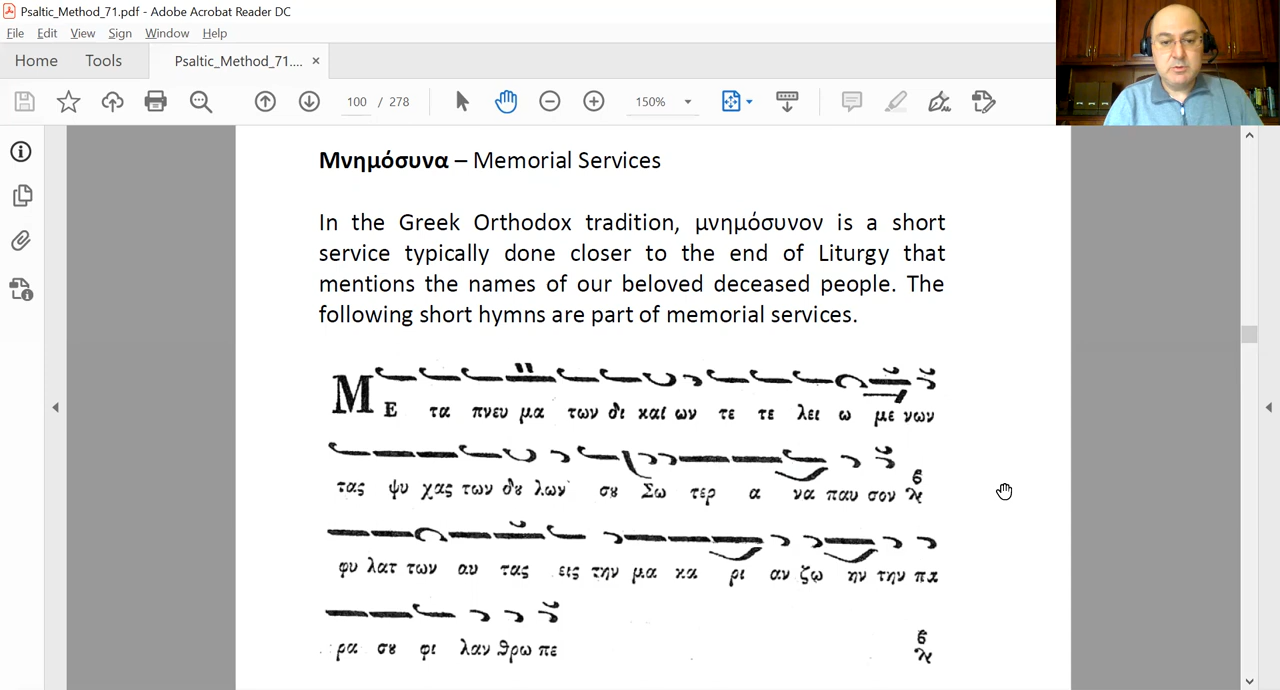 Psaltic_Method_71.pdf - Adobe Acrobat Reader DC
File Edit View Sign Window Help
Home Tools Psaltic_Method_71.... ×
100 / 278 150%
Μνημόσυνα – Memorial Services
In the Greek Orthodox tradition, μνημόσυνον is a short
service typically done closer to the end of Liturgy that
mentions the names of our beloved deceased people. The
following short hymns are part of memorial services.
ΜΕ τα πνευ μα των δι καί ων τε τε λει ω με νων
τας ψυ χας των δȣ λων σȣ Σω τερ α να παυ σον
φυ λατ των αυ τας εις την μα κα ρι αν ζω ην την πα
ρα σȣ φι λαν θρω πε